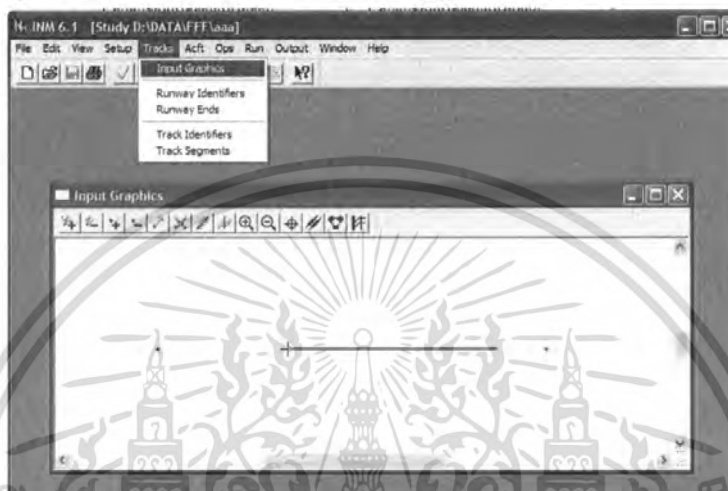 INM 6.1 [Study D:\DATA\FFF\aaa]
File Edit View Setup Tracks Acft Ops Run Output Window Help
Input Graphics
Runway Identifiers
Runway Ends
Track Identifiers
Track Segments
Input Graphics